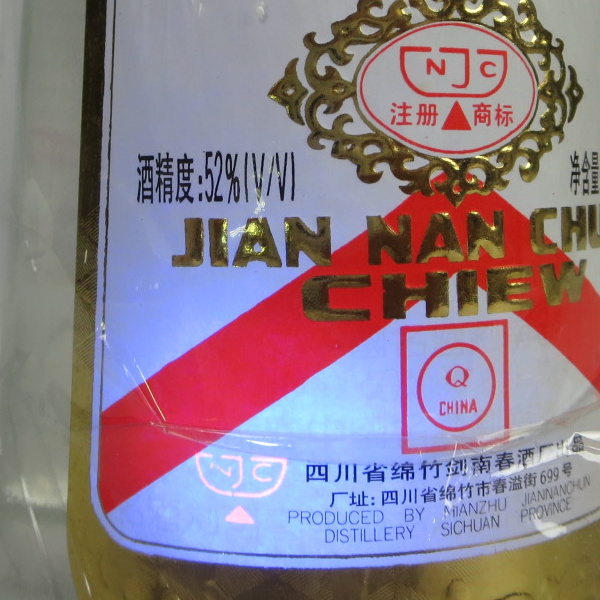 NJC
注册 商标
酒精度:52%(V/V) 净含
JIAN NAN CHU
CHIEW
Q
CHINA
NJC
四川省绵竹剑南春酒厂出品
厂址: 四川省绵竹市春溢街699号
PRODUCED BY MIANZHU JIANNANCHUN
DISTILLERY SICHUAN PROVINCE